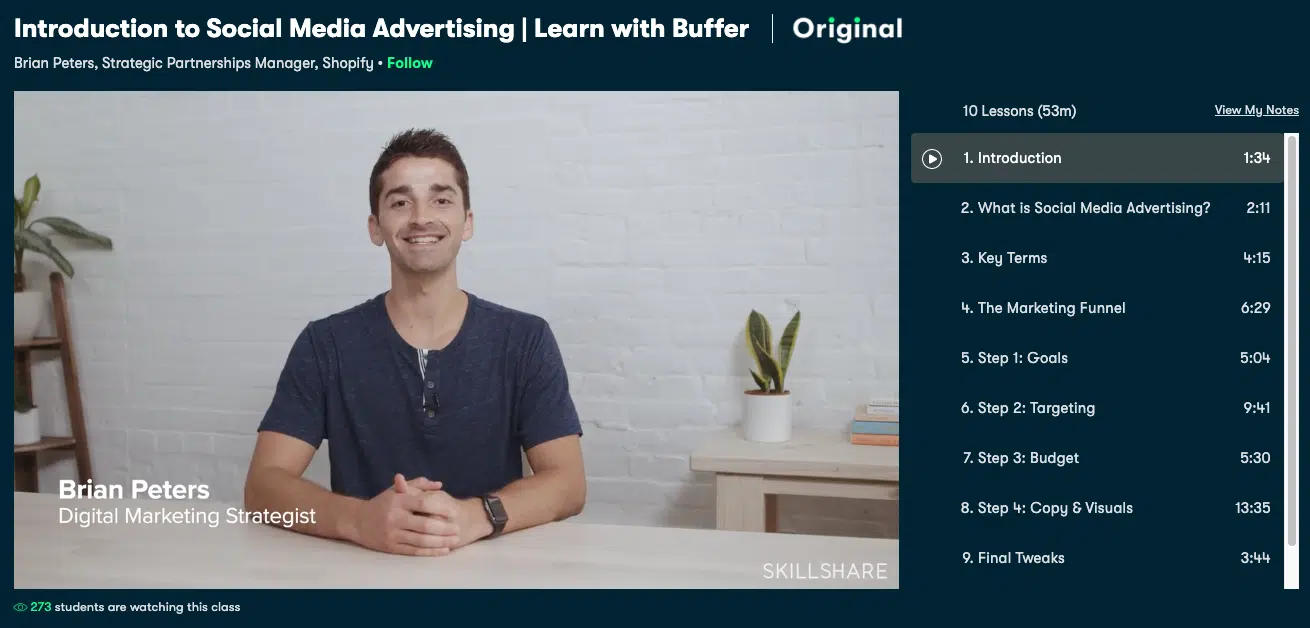 Introduction to Social Media Advertising | Learn with Buffer
Original
Brian Peters, Strategic Partnerships Manager, Shopify • Follow
Brian Peters
Digital Marketing Strategist
SKILLSHARE
273 students are watching this class
10 Lessons (53m)
View My Notes
1. Introduction 1:34
2. What is Social Media Advertising? 2:11
3. Key Terms 4:15
4. The Marketing Funnel 6:29
5. Step 1: Goals 5:04
6. Step 2: Targeting 9:41
7. Step 3: Budget 5:30
8. Step 4: Copy & Visuals 13:35
9. Final Tweaks 3:44